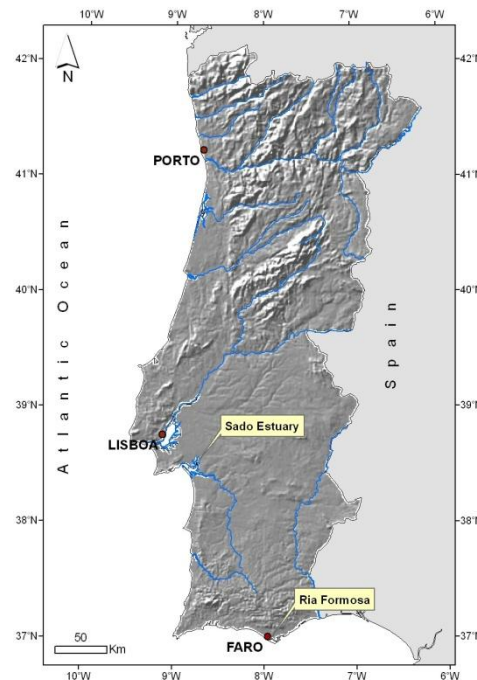 10°W
9°W
8°W
7°W
6°W
42°N
42°N
N
PORTO
41°N
41°N
Atlantic Ocean
40°N
40°N
Spain
39°N
39°N
Sado Estuary
LISBOA
38°N
38°N
Ria Formosa
37°N
37°N
50
Km
FARO
10°W
9°W
8°W
7°W
6°W